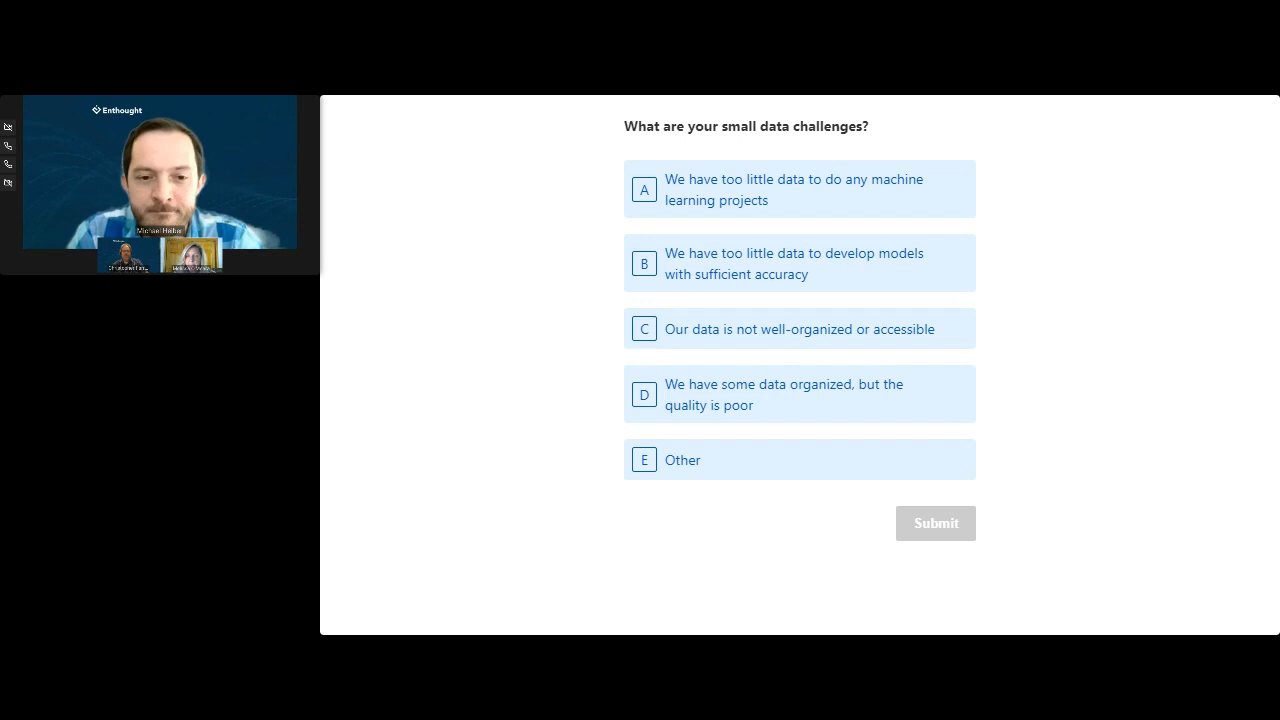 Enthought
Michael Heiber
What are your small data challenges?
A
We have too little data to do any machine
learning projects
B
We have too little data to develop models
with sufficient accuracy
C
Our data is not well-organized or accessible
D
We have some data organized, but the
quality is poor
E
Other
Submit